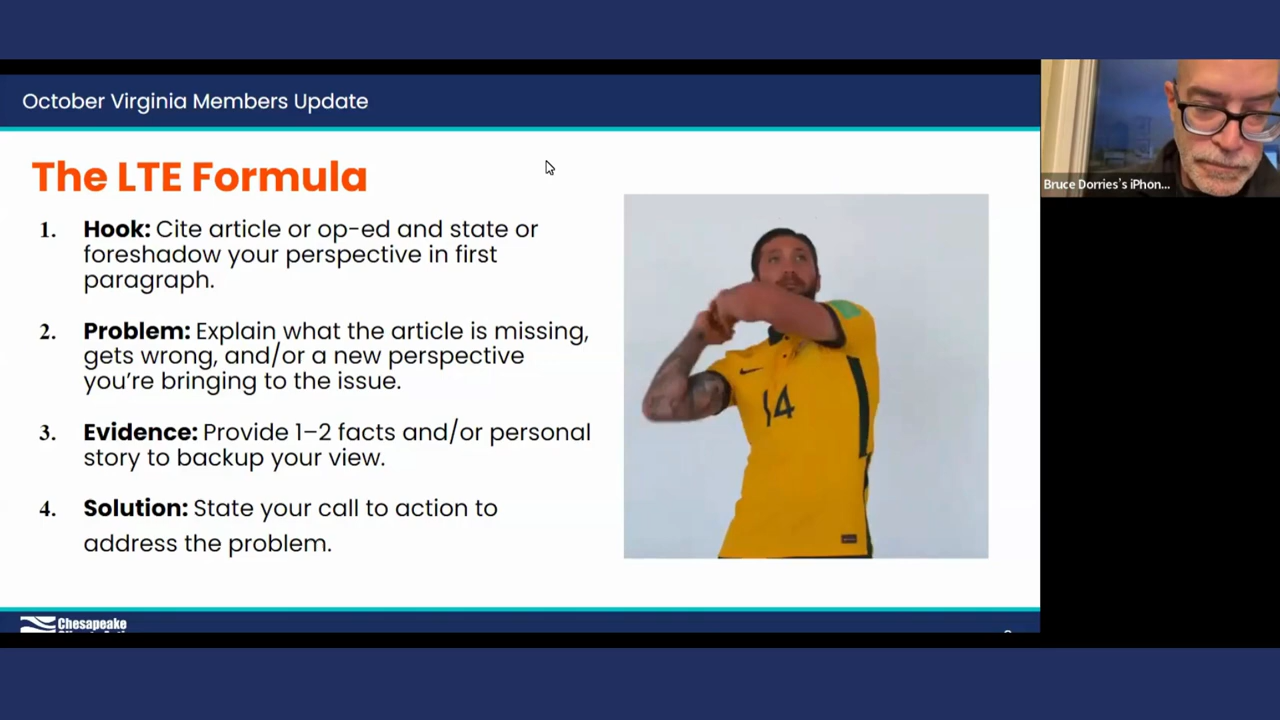 October Virginia Members Update
The LTE Formula
1. Hook: Cite article or op-ed and state or
foreshadow your perspective in first
paragraph.
2. Problem: Explain what the article is missing,
gets wrong, and/or a new perspective
you’re bringing to the issue.
3. Evidence: Provide 1–2 facts and/or personal
story to backup your view.
4. Solution: State your call to action to
address the problem.
14
Bruce Dorries's iPhon...
Chesapeake